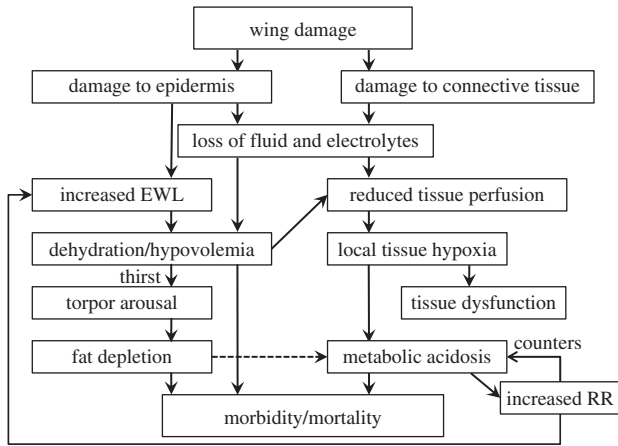 wing damage
damage to epidermis
damage to connective tissue
loss of fluid and electrolytes
increased EWL
reduced tissue perfusion
dehydration/hypovolemia
local tissue hypoxia
thirst
torpor arousal
tissue dysfunction
counters
fat depletion
metabolic acidosis
increased RR
morbidity/mortality